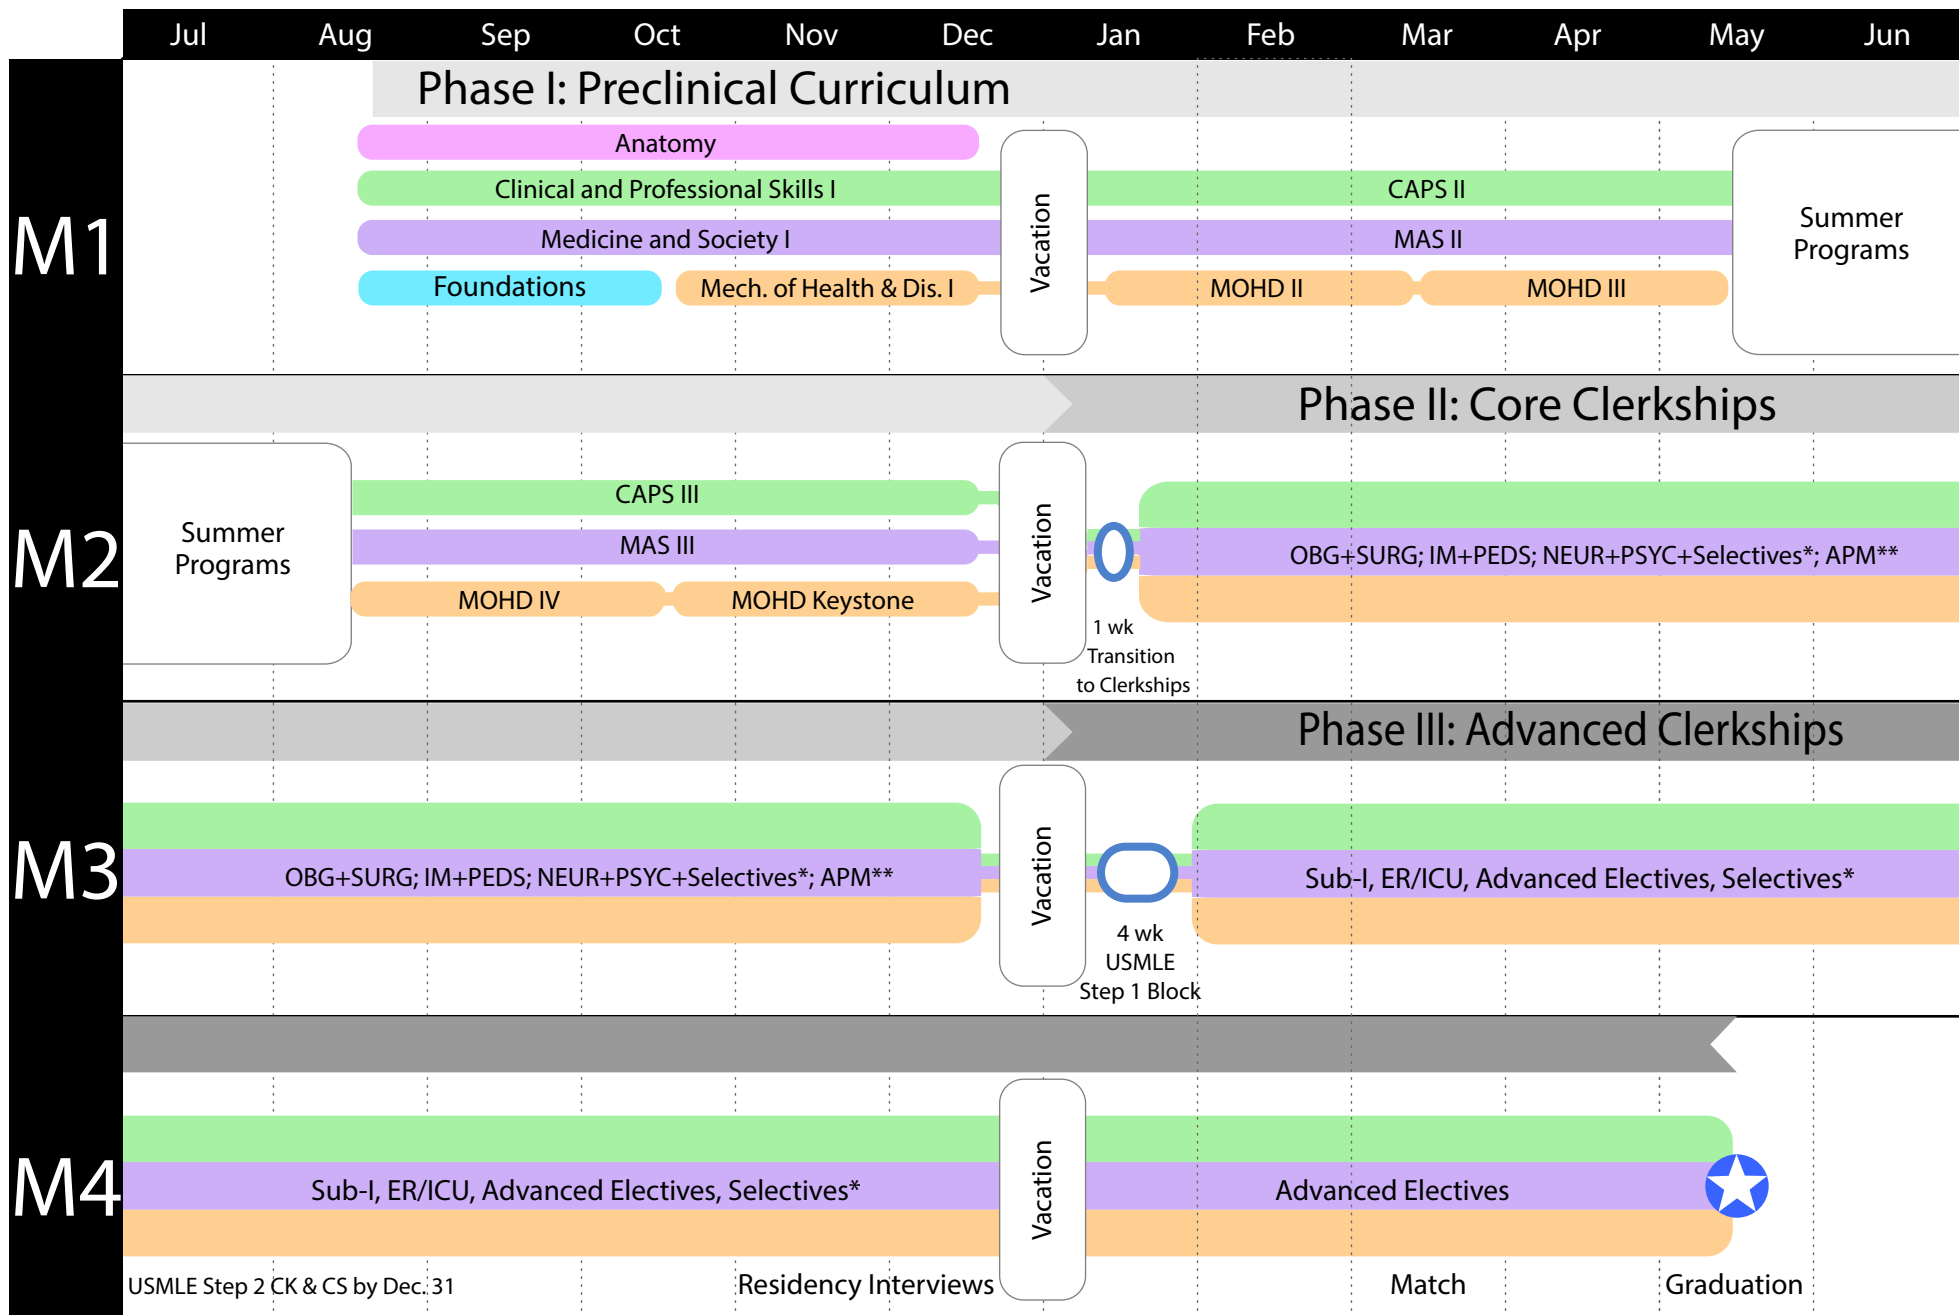 Jul Aug Sep Oct Nov Dec Jan Feb Mar Apr May Jun
Phase I: Preclinical Curriculum
M1
Anatomy
Clinical and Professional Skills I
CAPS II
Medicine and Society I
MAS II
Foundations
Mech. of Health & Dis. I
MOHD II
MOHD III
Vacation
Summer
Programs
Phase II: Core Clerkships
M2
Summer
Programs
CAPS III
MAS III
MOHD IV
MOHD Keystone
Vacation
1 wk
Transition
to Clerkships
OBG+SURG; IM+PEDS; NEUR+PSYC+Selectives*; APM**
Phase III: Advanced Clerkships
M3
OBG+SURG; IM+PEDS; NEUR+PSYC+Selectives*; APM**
Vacation
4 wk
USMLE
Step 1 Block
Sub-I, ER/ICU, Advanced Electives, Selectives*
M4
Sub-I, ER/ICU, Advanced Electives, Selectives*
Vacation
Advanced Electives
USMLE Step 2 CK & CS by Dec. 31
Residency Interviews
Match
Graduation